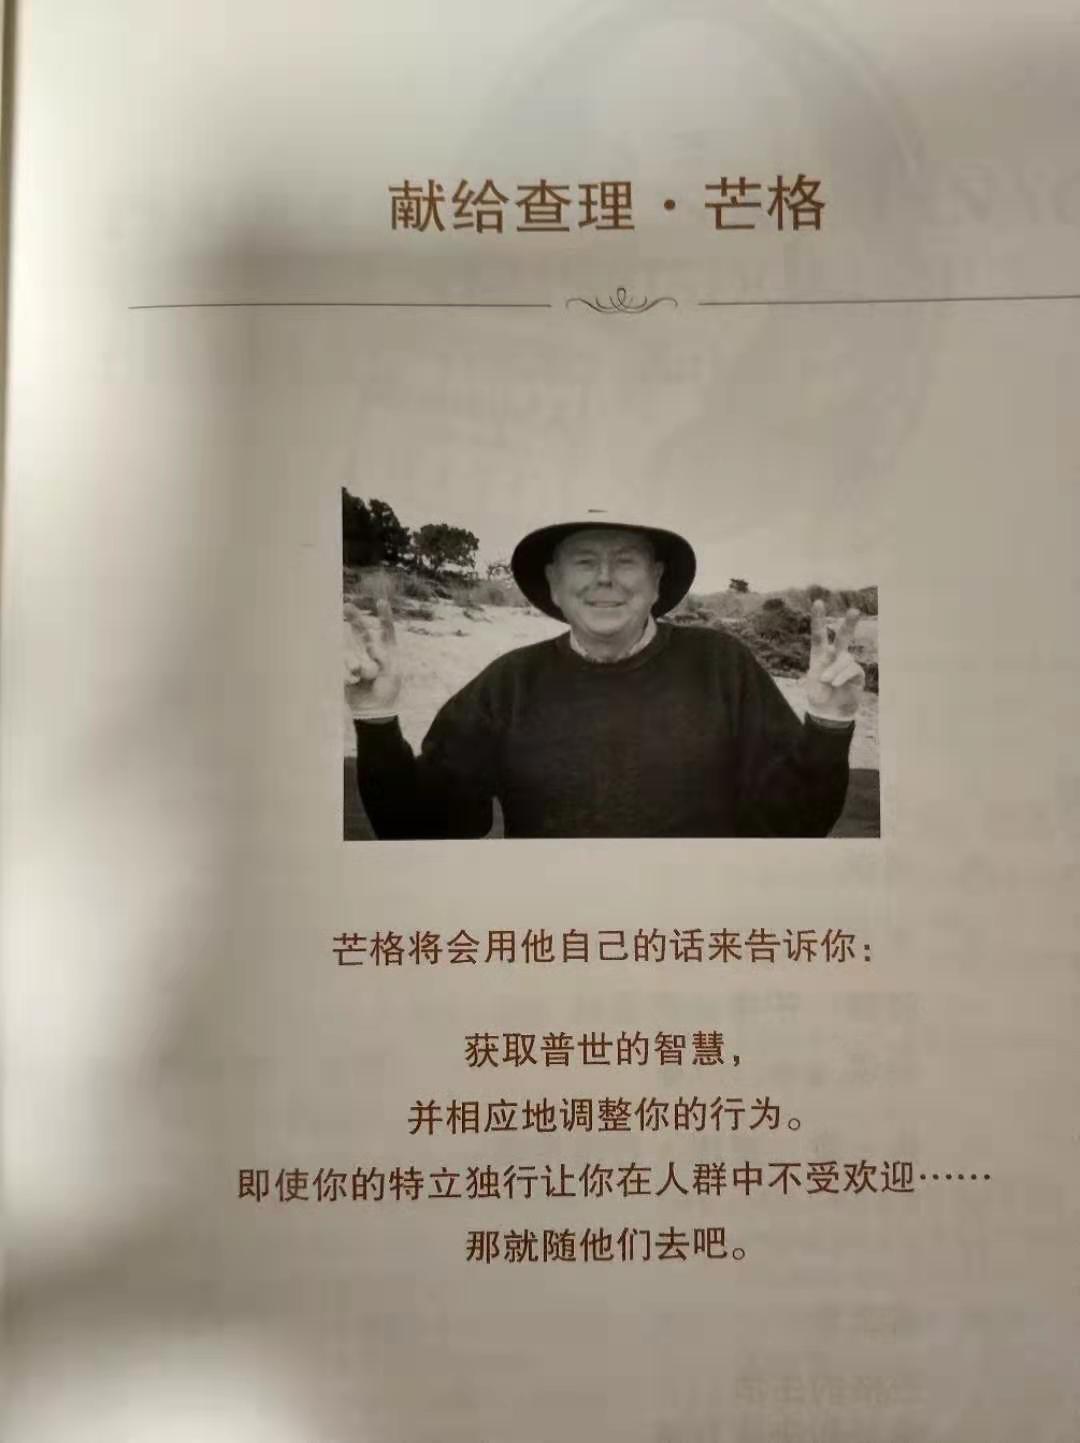 献给查理·芒格
芒格将会用他自己的话来告诉你：
获取普世的智慧，
并相应地调整你的行为。
即使你的特立独行让你在人群中不受欢迎……
那就随他们去吧。